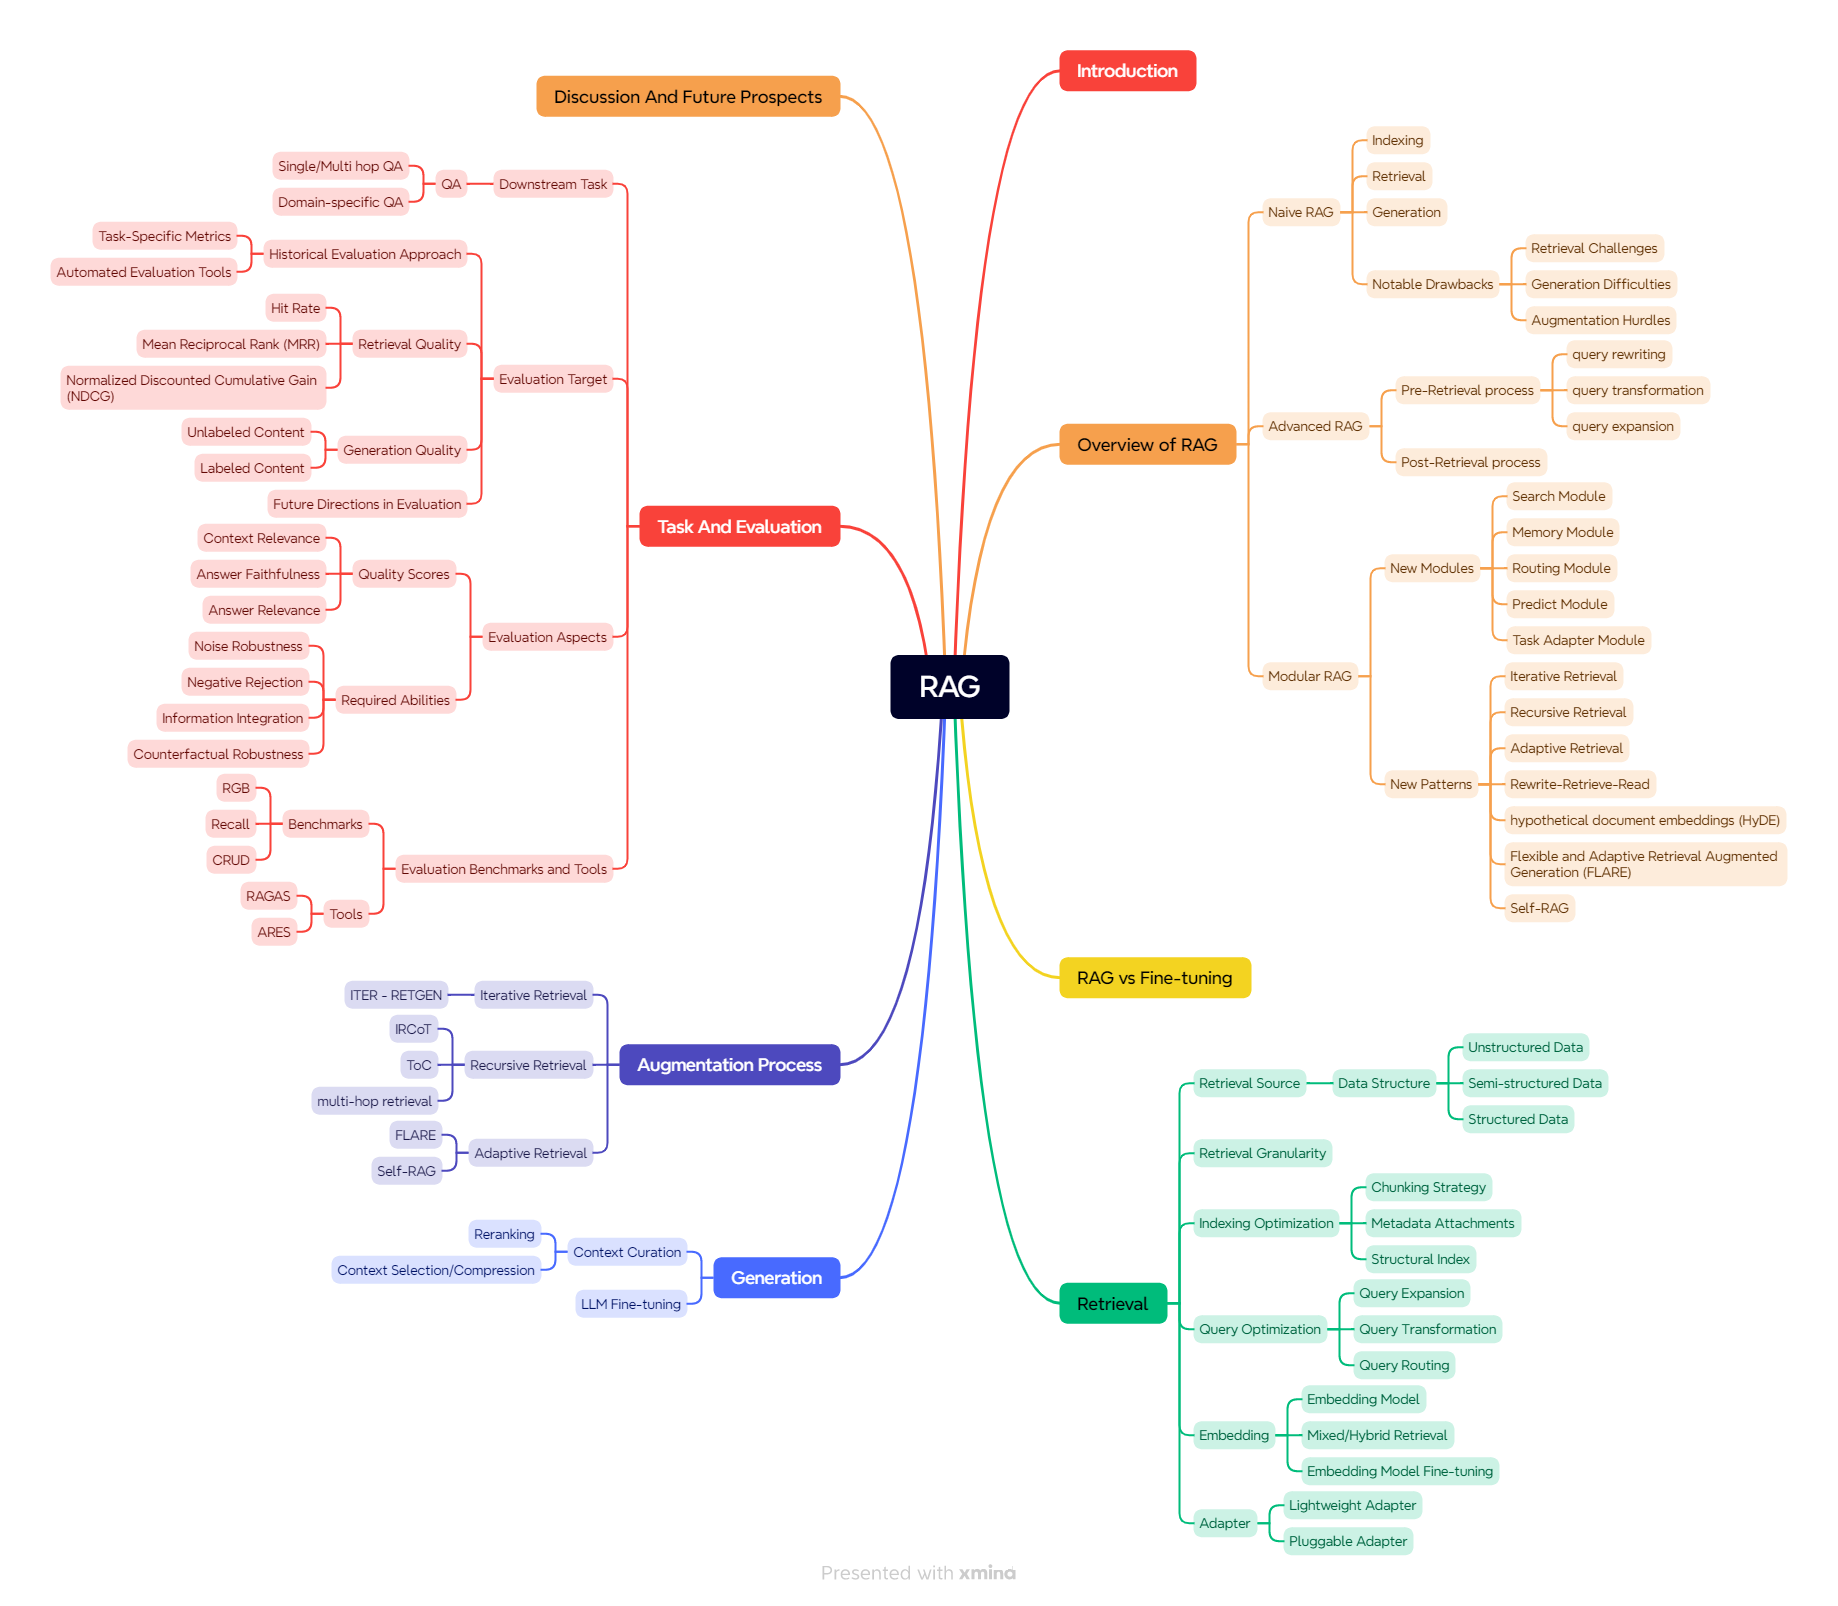 RAG
Introduction
Overview of RAG
Naive RAG
Indexing
Retrieval
Generation
Notable Drawbacks
Retrieval Challenges
Generation Difficulties
Augmentation Hurdles
Advanced RAG
Pre-Retrieval process
query rewriting
query transformation
query expansion
Post-Retrieval process
Modular RAG
New Modules
Search Module
Memory Module
Routing Module
Predict Module
Task Adapter Module
New Patterns
Iterative Retrieval
Recursive Retrieval
Adaptive Retrieval
Rewrite-Retrieve-Read
hypothetical document embeddings (HyDE)
Flexible and Adaptive Retrieval Augmented
Generation (FLARE)
Self-RAG
RAG vs Fine-tuning
Retrieval
Retrieval Source
Data Structure
Unstructured Data
Semi-structured Data
Structured Data
Retrieval Granularity
Indexing Optimization
Chunking Strategy
Metadata Attachments
Structural Index
Query Optimization
Query Expansion
Query Transformation
Query Routing
Embedding
Embedding Model
Mixed/Hybrid Retrieval
Embedding Model Fine-tuning
Adapter
Lightweight Adapter
Pluggable Adapter
Generation
Context Curation
Reranking
Context Selection/Compression
LLM Fine-tuning
Augmentation Process
Iterative Retrieval
ITER - RETGEN
Recursive Retrieval
IRCoT
ToC
multi-hop retrieval
Adaptive Retrieval
FLARE
Self-RAG
Task And Evaluation
Downstream Task
QA
Single/Multi hop QA
Domain-specific QA
Evaluation Target
Historical Evaluation Approach
Task-Specific Metrics
Automated Evaluation Tools
Retrieval Quality
Hit Rate
Mean Reciprocal Rank (MRR)
Normalized Discounted Cumulative Gain
(NDCG)
Generation Quality
Unlabeled Content
Labeled Content
Future Directions in Evaluation
Evaluation Aspects
Quality Scores
Context Relevance
Answer Faithfulness
Answer Relevance
Required Abilities
Noise Robustness
Negative Rejection
Information Integration
Counterfactual Robustness
Evaluation Benchmarks and Tools
Benchmarks
RGB
Recall
CRUD
Tools
RAGAS
ARES
Discussion And Future Prospects
Presented with xmind